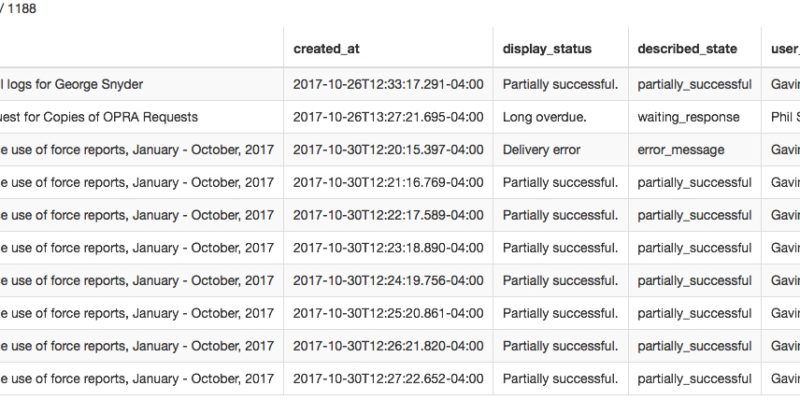 / 1188
created_at display_status described_state user_
l logs for George Snyder 2017-10-26T12:33:17.291-04:00 Partially successful. partially_successful Gavin
uest for Copies of OPRA Requests 2017-10-26T13:27:21.695-04:00 Long overdue. waiting_response Phil S
e use of force reports, January - October, 2017 2017-10-30T12:20:15.397-04:00 Delivery error error_message Gavin
e use of force reports, January - October, 2017 2017-10-30T12:21:16.769-04:00 Partially successful. partially_successful Gavin
e use of force reports, January - October, 2017 2017-10-30T12:22:17.589-04:00 Partially successful. partially_successful Gavin
e use of force reports, January - October, 2017 2017-10-30T12:23:18.890-04:00 Partially successful. partially_successful Gavin
e use of force reports, January - October, 2017 2017-10-30T12:24:19.756-04:00 Partially successful. partially_successful Gavin
e use of force reports, January - October, 2017 2017-10-30T12:25:20.861-04:00 Partially successful. partially_successful Gavin
e use of force reports, January - October, 2017 2017-10-30T12:26:21.820-04:00 Partially successful. partially_successful Gavin
e use of force reports, January - October, 2017 2017-10-30T12:27:22.652-04:00 Partially successful. partially_successful Gavin